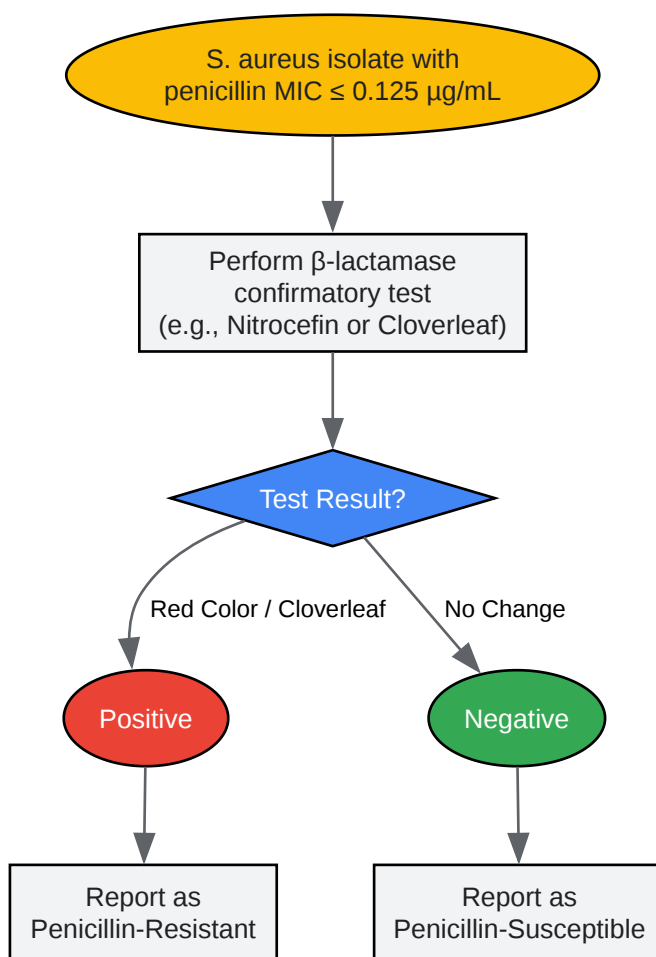 S. aureus isolate with
penicillin MIC ≤ 0.125 µg/mL
Perform β-lactamase
confirmatory test
(e.g., Nitrocefin or Cloverleaf)
Test Result?
Red Color / Cloverleaf
No Change
Positive
Negative
Report as
Penicillin-Resistant
Report as
Penicillin-Susceptible